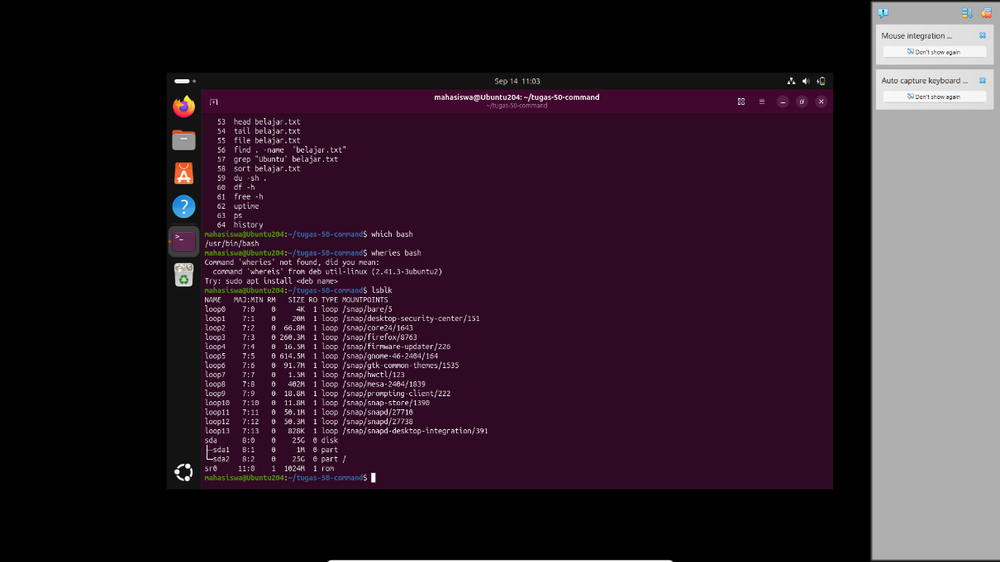 Sep 14 11:03
mahasiswa@Ubuntu204: ~/tugas-50-command
~/tugas-50-command
53 head belajar.txt
54 tail belajar.txt
55 file belajar.txt
56 find . -name "belajar.txt"
57 grep "Ubuntu' belajar.txt
58 sort belajar.txt
59 du -sh .
60 df -h
61 free -h
62 uptime
63 ps
64 history
mahasiswa@Ubuntu204:~/tugas-50-command$ which bash
/usr/bin/bash
mahasiswa@Ubuntu204:~/tugas-50-command$ wheries bash
Command 'wheries' not found, did you mean:
command 'whereis' from deb util-linux (2.41.3-3ubuntu2)
Try: sudo apt install <deb name>
mahasiswa@Ubuntu204:~/tugas-50-command$ lsblk
NAME MAJ:MIN RM SIZE RO TYPE MOUNTPOINTS
loop0 7:0 0 4K 1 loop /snap/bare/5
loop1 7:1 0 20M 1 loop /snap/desktop-security-center/151
loop2 7:2 0 66.8M 1 loop /snap/core24/1643
loop3 7:3 0 260.3M 1 loop /snap/firefox/8763
loop4 7:4 0 16.5M 1 loop /snap/firmware-updater/226
loop5 7:5 0 614.5M 1 loop /snap/gnome-46-2404/164
loop6 7:6 0 91.7M 1 loop /snap/gtk-common-themes/1535
loop7 7:7 0 1.5M 1 loop /snap/hwctl/123
loop8 7:8 0 402M 1 loop /snap/mesa-2404/1839
loop9 7:9 0 18.8M 1 loop /snap/prompting-client/222
loop10 7:10 0 11.8M 1 loop /snap/snap-store/1390
loop11 7:11 0 50.1M 1 loop /snap/snapd/27710
loop12 7:12 0 50.3M 1 loop /snap/snapd/27738
loop13 7:13 0 828K 1 loop /snap/snapd-desktop-integration/391
sda 8:0 0 25G 0 disk
├─sda1 8:1 0 1M 0 part
└─sda2 8:2 0 25G 0 part /
sr0 11:0 1 1024M 1 rom
mahasiswa@Ubuntu204:~/tugas-50-command$
Mouse integration ...
Don't show again
Auto capture keyboard ...
Don't show again